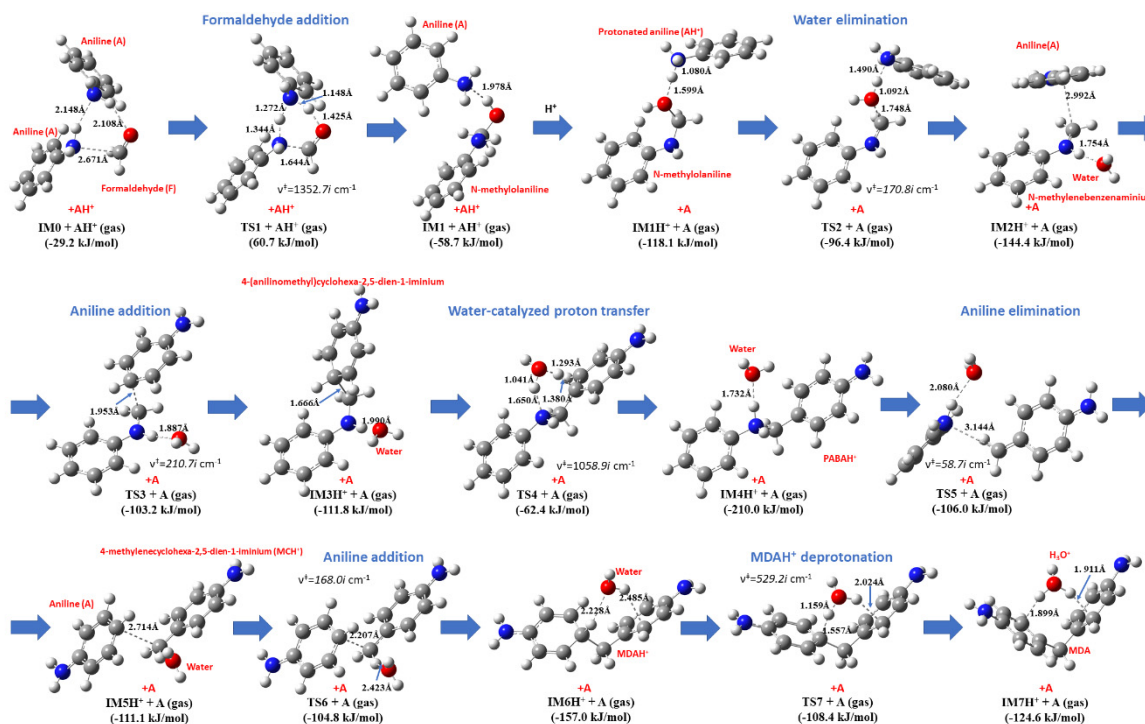 Formaldehyde addition
Water elimination
Aniline (A)
2.148Å
2.108Å
Aniline (A)
2.671Å
Formaldehyde (F)
+AH⁺
IM0 + AH⁺ (gas)
(-29.2 kJ/mol)
1.272Å
1.148Å
1.425Å
1.344Å
1.644Å
ν‡=1352.7i cm⁻¹
+AH⁺
TS1 + AH⁺ (gas)
(60.7 kJ/mol)
Aniline (A)
1.978Å
N-methylolaniline
+AH⁺
IM1 + AH⁺ (gas)
(-58.7 kJ/mol)
H⁺
Protonated aniline (AH⁺)
1.080Å
1.599Å
N-methylolaniline
+A
IM1H⁺ + A (gas)
(-118.1 kJ/mol)
1.490Å
1.092Å
1.748Å
ν‡=170.8i cm⁻¹
+A
TS2 + A (gas)
(-96.4 kJ/mol)
Aniline(A)
2.992Å
1.754Å
Water
N-methylenebenzenaminium
+A
IM2H⁺ + A (gas)
(-144.4 kJ/mol)
Aniline addition
Water-catalyzed proton transfer
Aniline elimination
1.953Å
1.887Å
ν‡=210.7i cm⁻¹
+A
TS3 + A (gas)
(-103.2 kJ/mol)
4-(anilinomethyl)cyclohexa-2,5-dien-1-iminium
1.666Å
1.990Å
Water
+A
IM3H⁺ + A (gas)
(-111.8 kJ/mol)
1.293Å
1.041Å
1.650Å
1.380Å
ν‡=1058.9i cm⁻¹
+A
TS4 + A (gas)
(-62.4 kJ/mol)
Water
1.732Å
PABAH⁺
+A
IM4H⁺ + A (gas)
(-210.0 kJ/mol)
2.080Å
3.144Å
ν‡=58.7i cm⁻¹
+A
TS5 + A (gas)
(-106.0 kJ/mol)
Aniline addition
MDAH⁺ deprotonation
4-methylenecyclohexa-2,5-dien-1-iminium (MCH⁺)
Aniline (A)
2.714Å
Water
+A
IM5H⁺ + A (gas)
(-111.1 kJ/mol)
ν‡=168.0i cm⁻¹
2.207Å
2.423Å
+A
TS6 + A (gas)
(-104.8 kJ/mol)
Water
2.228Å
2.485Å
MDAH⁺
+A
IM6H⁺ + A (gas)
(-157.0 kJ/mol)
ν‡=529.2i cm⁻¹
2.024Å
1.159Å
1.557Å
+A
TS7 + A (gas)
(-108.4 kJ/mol)
H₃O⁺
1. 911Å
1.899Å
MDA
+A
IM7H⁺ + A (gas)
(-124.6 kJ/mol)